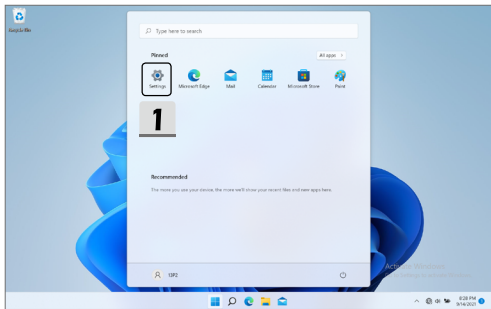 Recycle Bin
Type here to search
Pinned
All apps >
Settings
Microsoft Edge
Mail
Calendar
Microsoft Store
Paint
1
Recommended
The more you use your device, the more we'll show your recent files and new apps here.
Activate Windows
8:28 PM
9/14/2021